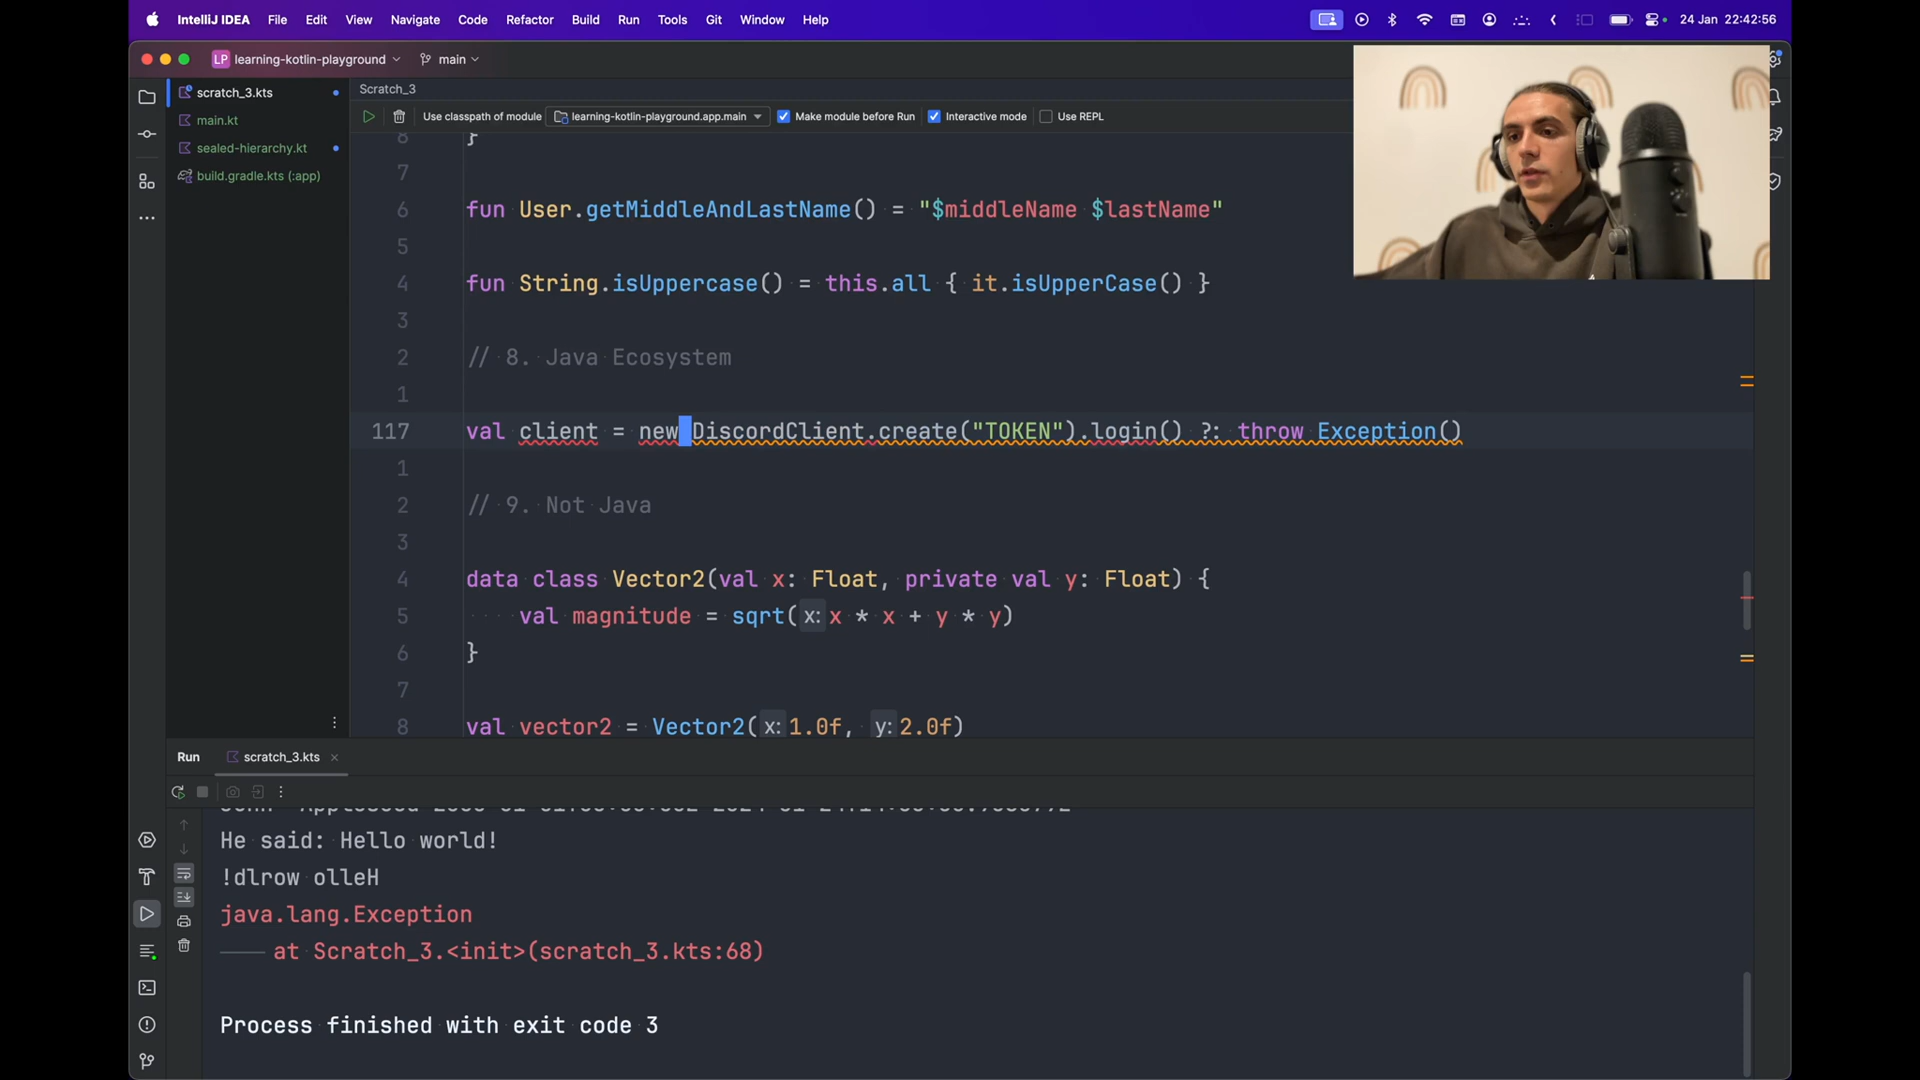 IntelliJ IDEA File Edit View Navigate Code Refactor Build Run Tools Git Window Help 24 Jan 22:42:56
LP learning-kotlin-playground main
scratch_3.kts
main.kt
sealed-hierarchy.kt
build.gradle.kts (:app)
Scratch_3
Use classpath of module learning-kotlin-playground.app.main Make module before Run Interactive mode Use REPL
8 }
7
6 fun User.getMiddleAndLastName() = "$middleName $lastName"
5
4 fun String.isUppercase() = this.all { it.isUpperCase() }
3
2 // 8. Java Ecosystem
1
117 val client = new DiscordClient.create("TOKEN").login() ?: throw Exception()
1
2 // 9. Not Java
3
4 data class Vector2(val x: Float, private val y: Float) {
5 val magnitude = sqrt(x: x * x + y * y)
6 }
7
8 val vector2 = Vector2(x: 1.0f, y: 2.0f)
Run scratch_3.kts
He said: Hello world!
!dlrow olleH
java.lang.Exception
at Scratch_3.<init>(scratch_3.kts:68)
Process finished with exit code 3